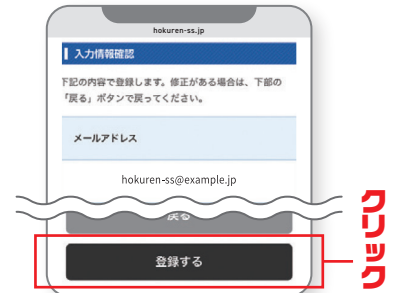 hokuren-ss.jp
入力情報確認
下記の内容で登録します。修正がある場合は、下部の
「戻る」ボタンで戻ってください。
メールアドレス
hokuren-ss@example.jp
戻る
登録する
クリック